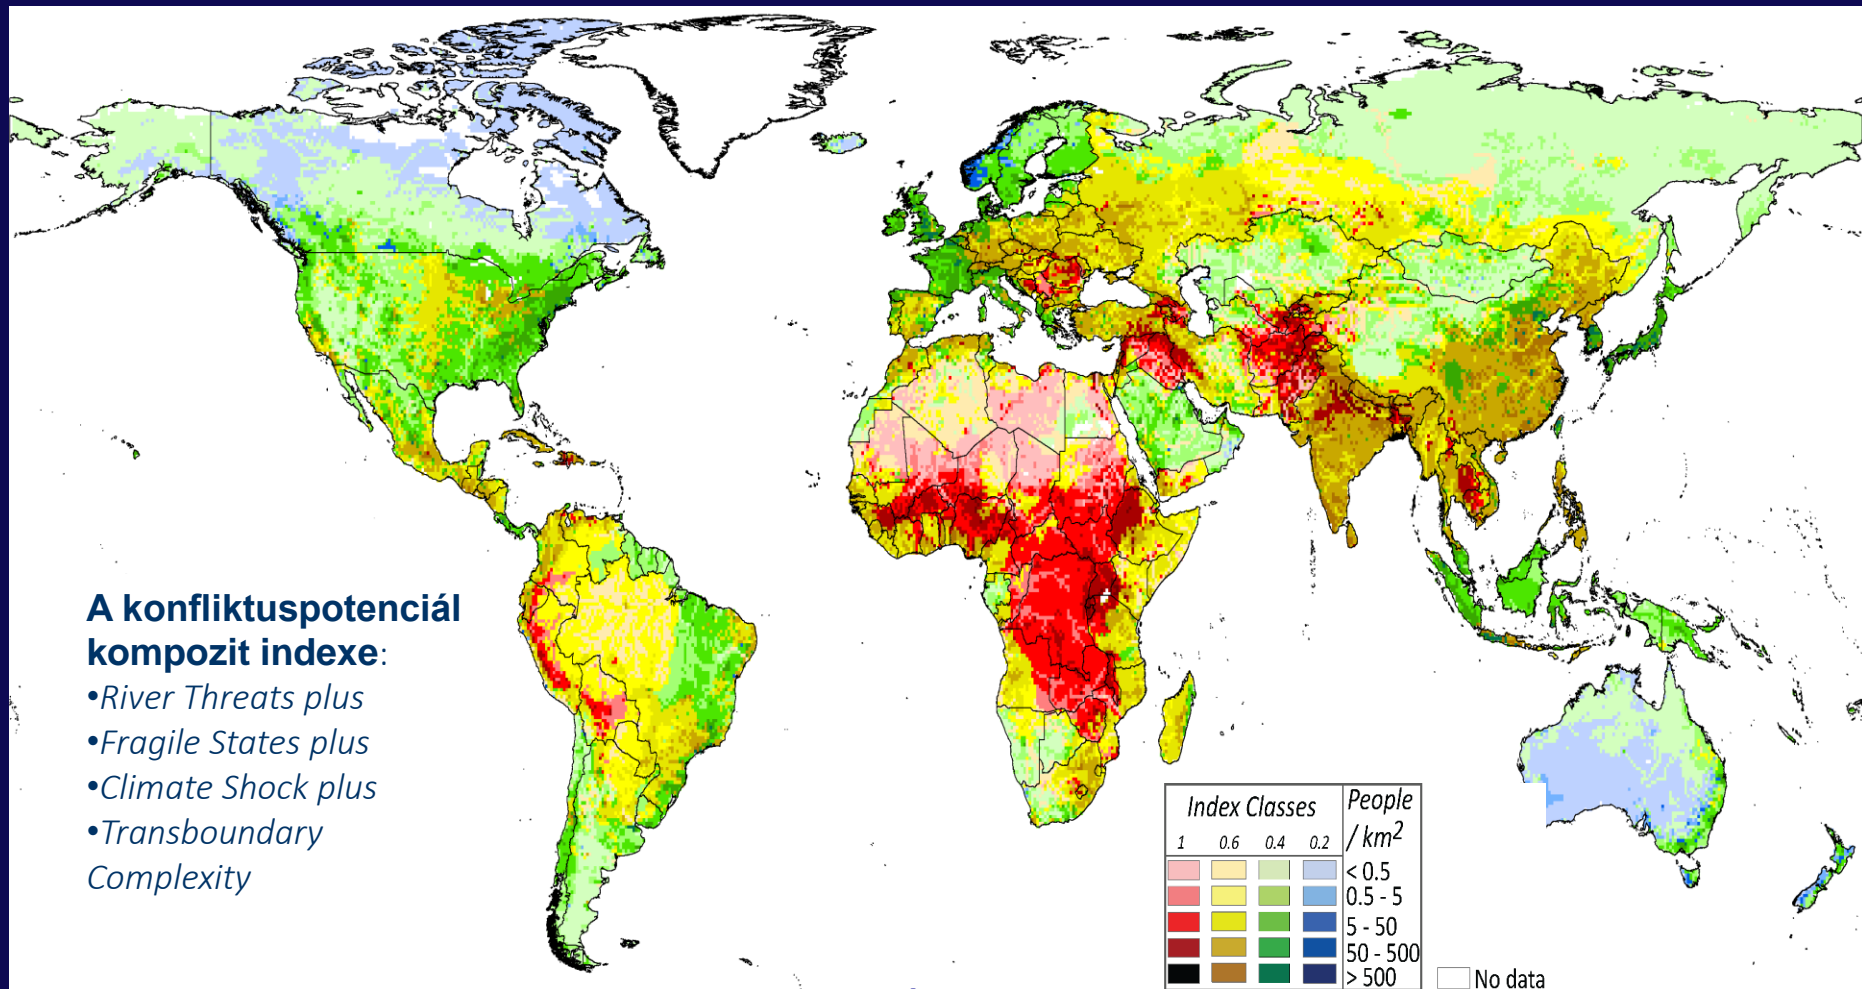 A konfliktuspotenciál
kompozit indexe:
•River Threats plus
•Fragile States plus
•Climate Shock plus
•Transboundary
Complexity
Index Classes
People
/ km²
1 0.6 0.4 0.2
< 0.5
0.5 - 5
5 - 50
50 - 500
> 500
No data